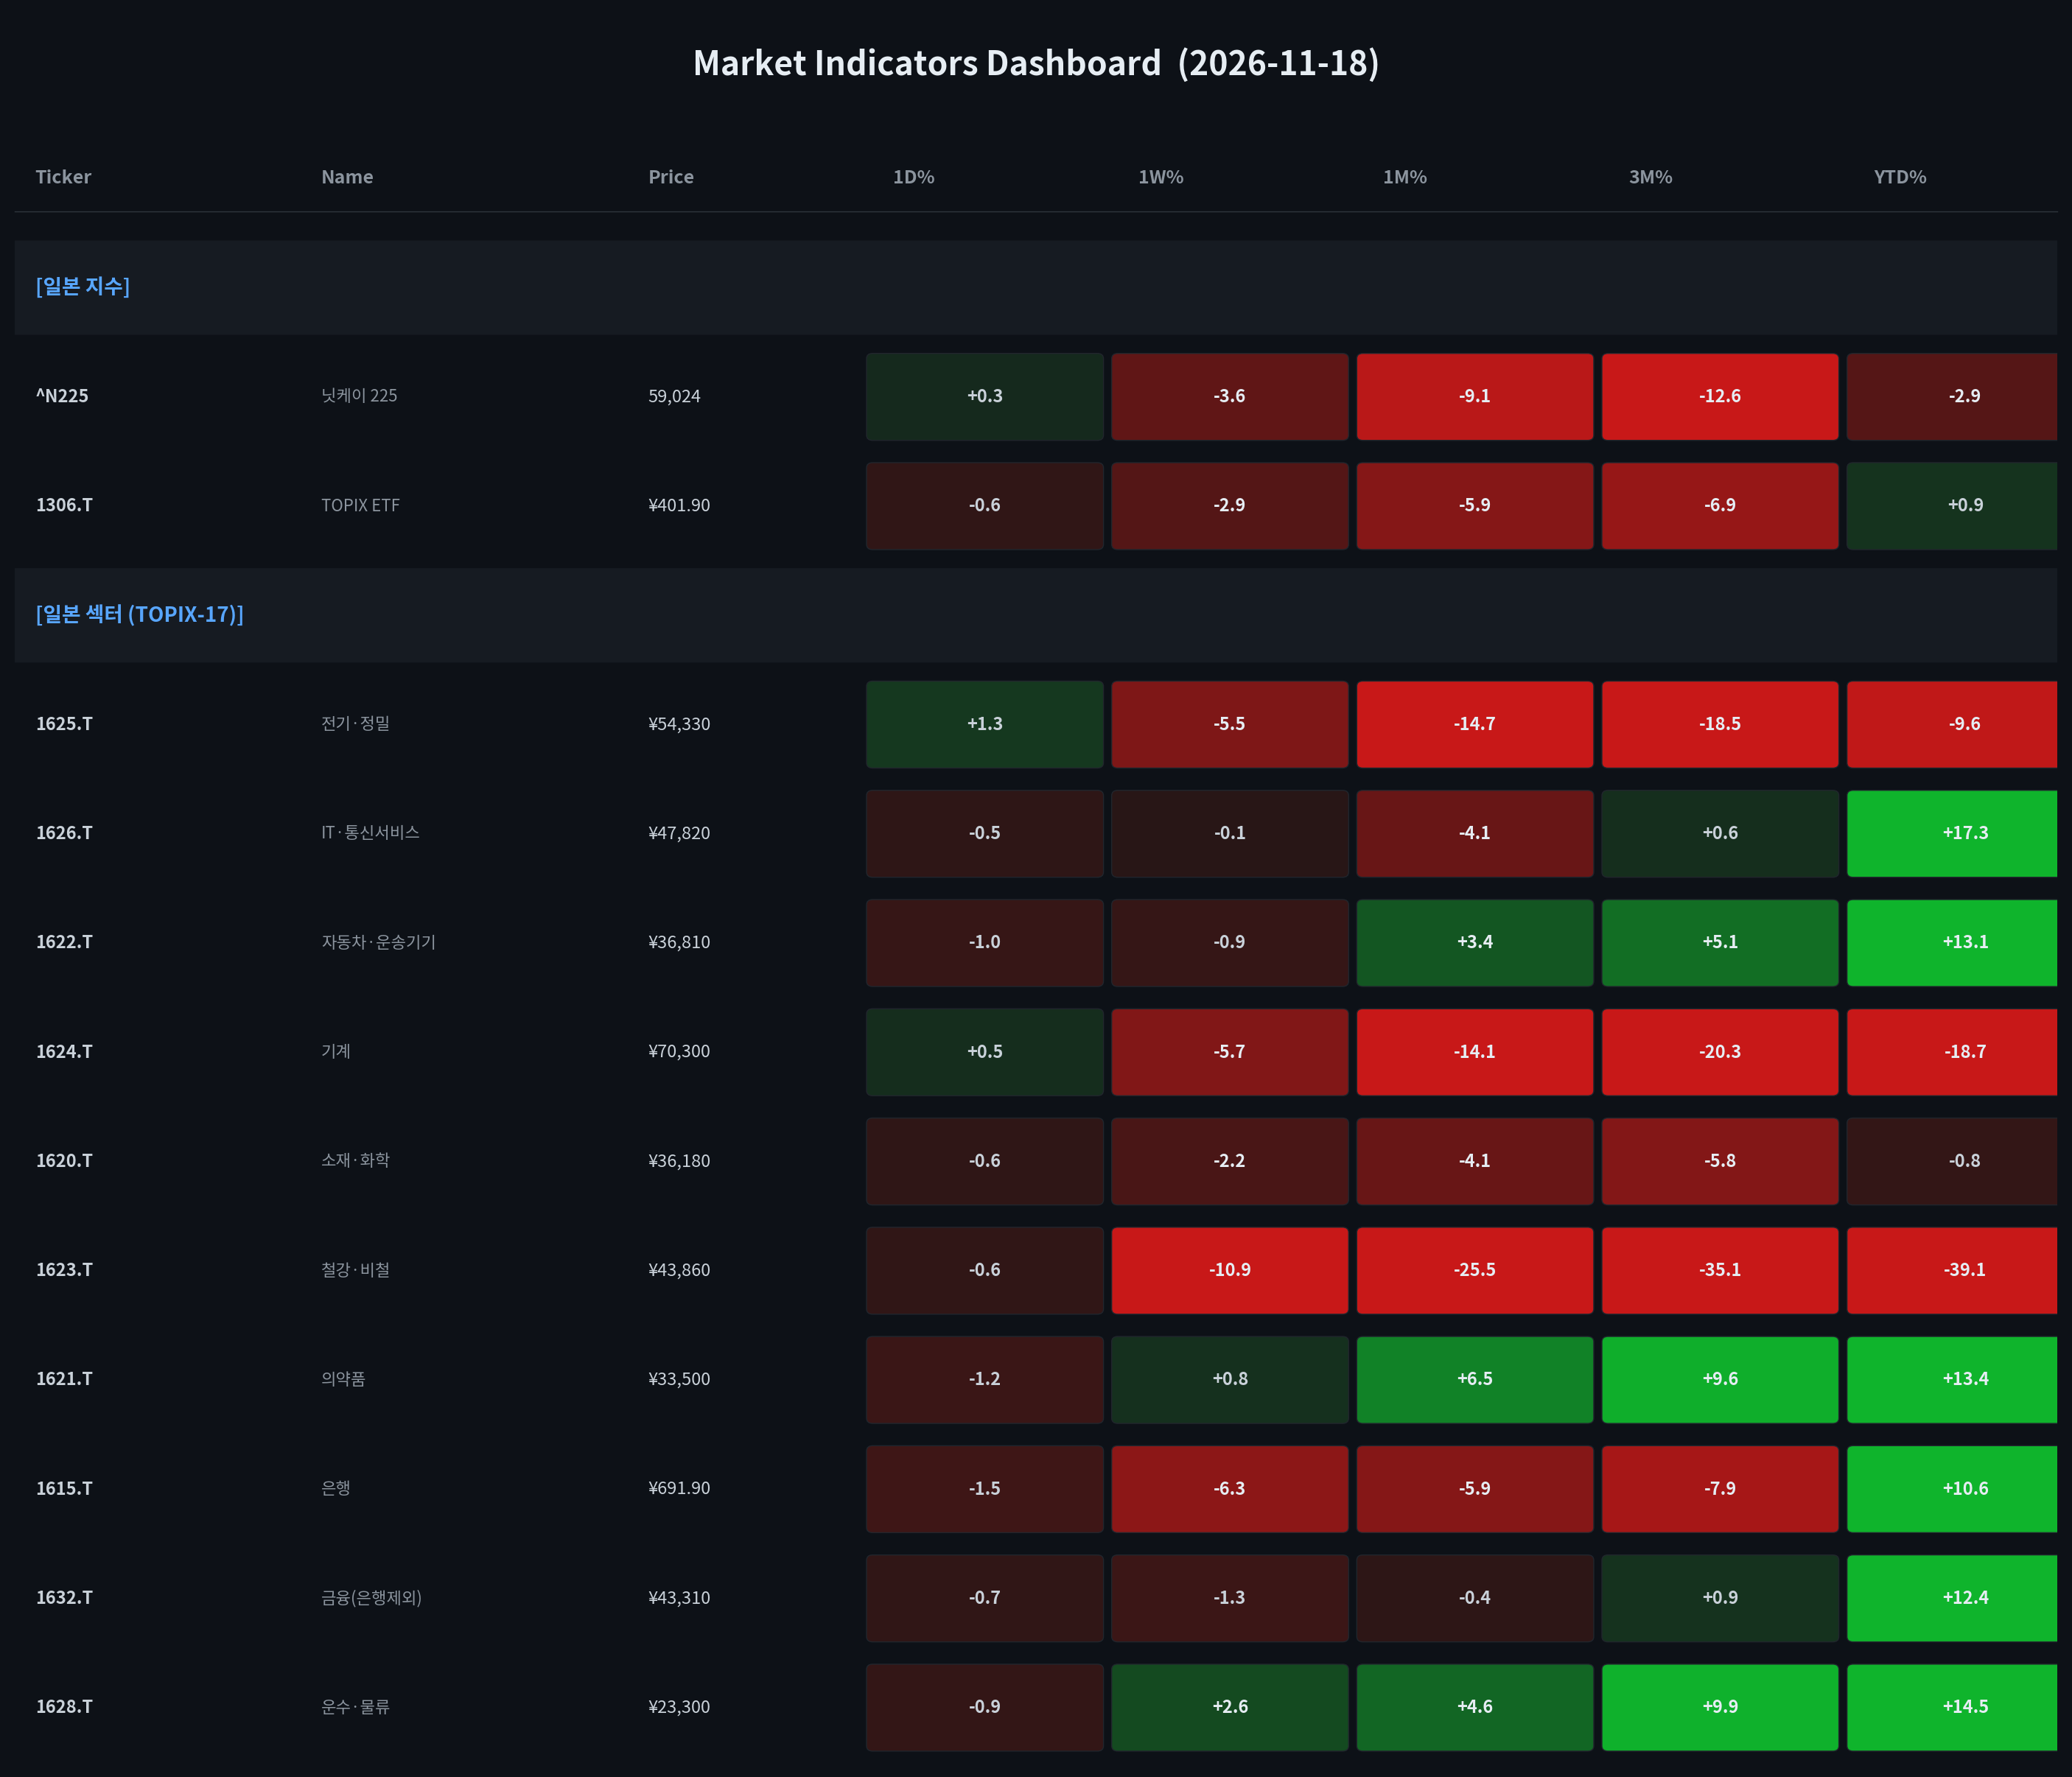 Market Indicators Dashboard (2026-11-18)
Ticker Name Price 1D% 1W% 1M% 3M% YTD%
[일본 지수]
^N225 닛케이 225 59,024 +0.3 -3.6 -9.1 -12.6 -2.9
1306.T TOPIX ETF ¥401.90 -0.6 -2.9 -5.9 -6.9 +0.9
[일본 섹터 (TOPIX-17)]
1625.T 전기·정밀 ¥54,330 +1.3 -5.5 -14.7 -18.5 -9.6
1626.T IT·통신서비스 ¥47,820 -0.5 -0.1 -4.1 +0.6 +17.3
1622.T 자동차·운송기기 ¥36,810 -1.0 -0.9 +3.4 +5.1 +13.1
1624.T 기계 ¥70,300 +0.5 -5.7 -14.1 -20.3 -18.7
1620.T 소재·화학 ¥36,180 -0.6 -2.2 -4.1 -5.8 -0.8
1623.T 철강·비철 ¥43,860 -0.6 -10.9 -25.5 -35.1 -39.1
1621.T 의약품 ¥33,500 -1.2 +0.8 +6.5 +9.6 +13.4
1615.T 은행 ¥691.90 -1.5 -6.3 -5.9 -7.9 +10.6
1632.T 금융(은행제외) ¥43,310 -0.7 -1.3 -0.4 +0.9 +12.4
1628.T 운수·물류 ¥23,300 -0.9 +2.6 +4.6 +9.9 +14.5